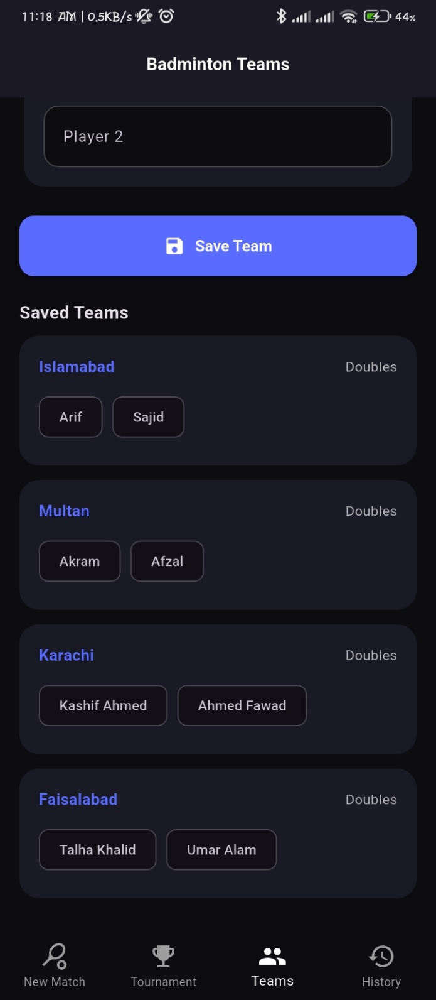 11:18 AM | 0.5KB/s 44%
Badminton Teams
Player 2
Save Team
Saved Teams
Islamabad Doubles
Arif Sajid
Multan Doubles
Akram Afzal
Karachi Doubles
Kashif Ahmed Ahmed Fawad
Faisalabad Doubles
Talha Khalid Umar Alam
New Match Tournament Teams History